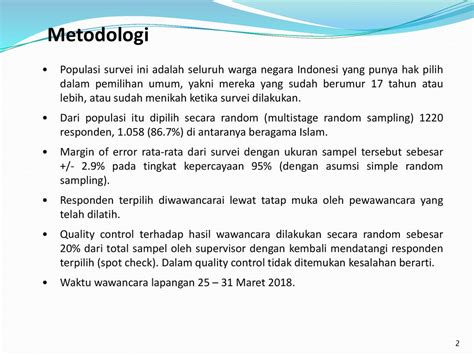 Metodologi
• Populasi survei ini adalah seluruh warga negara Indonesi yang punya hak pilih
dalam pemilihan umum, yakni mereka yang sudah berumur 17 tahun atau
lebih, atau sudah menikah ketika survei dilakukan.
• Dari populasi itu dipilih secara random (multistage random sampling) 1220
responden, 1.058 (86.7%) di antaranya beragama Islam.
• Margin of error rata-rata dari survei dengan ukuran sampel tersebut sebesar
+/- 2.9% pada tingkat kepercayaan 95% (dengan asumsi simple random
sampling).
• Responden terpilih diwawancarai lewat tatap muka oleh pewawancara yang
telah dilatih.
• Quality control terhadap hasil wawancara dilakukan secara random sebesar
20% dari total sampel oleh supervisor dengan kembali mendatangi responden
terpilih (spot check). Dalam quality control tidak ditemukan kesalahan berarti.
• Waktu wawancara lapangan 25 – 31 Maret 2018.
2